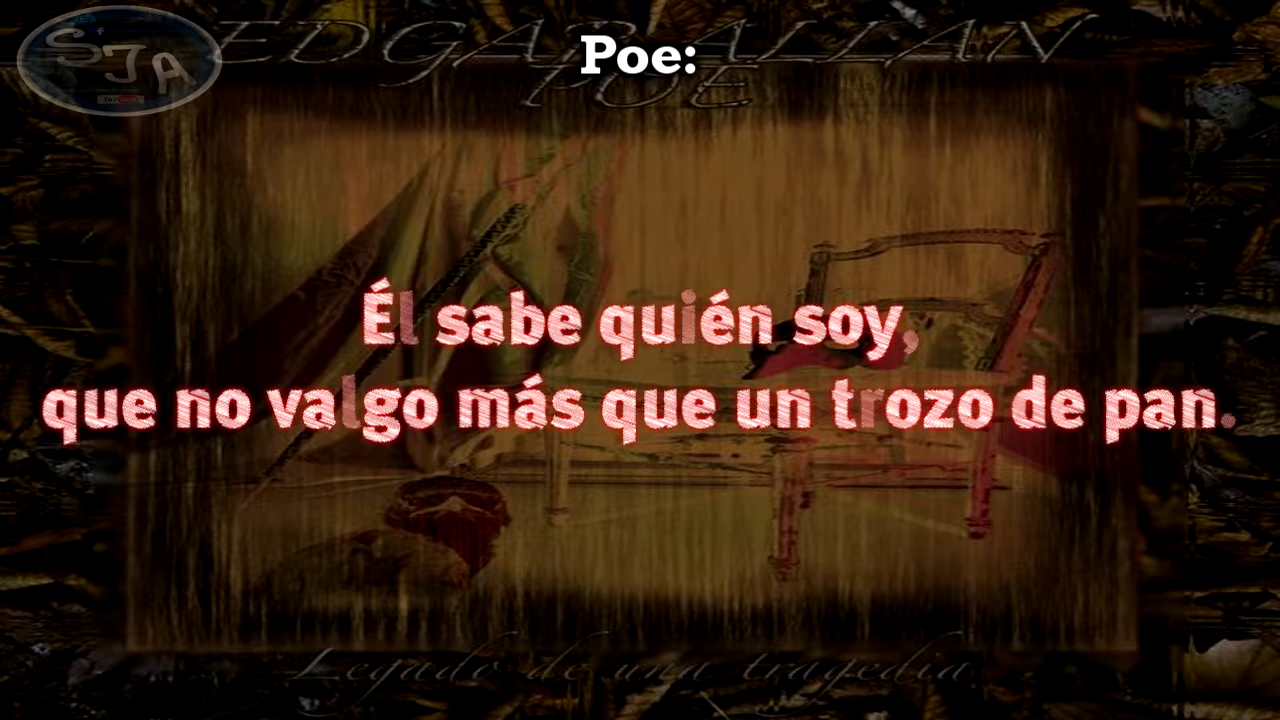 SJA
EDGAR ALLAN
POE
Poe:
Él sabe quién soy,
que no valgo más que un trozo de pan.
Legado de una tragedia